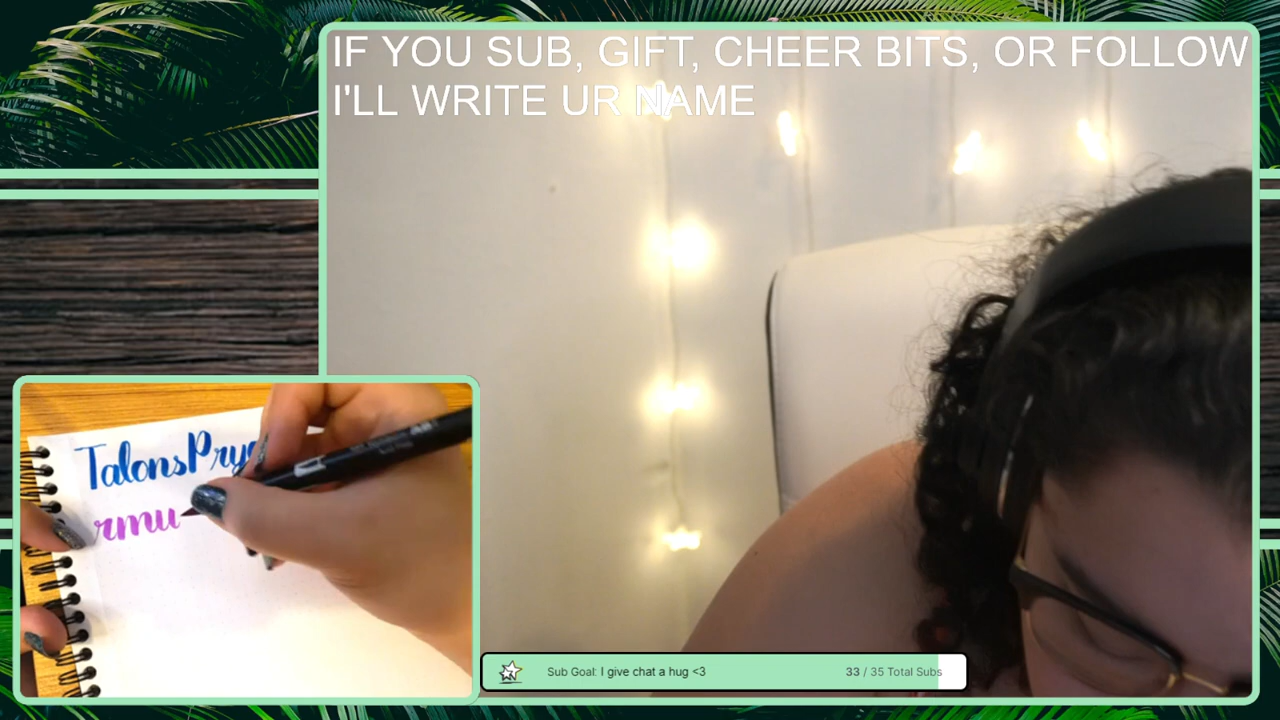 IF YOU SUB, GIFT, CHEER BITS, OR FOLLOW
I'LL WRITE UR NAME
TalonsPry
rmu
Sub Goal: I give chat a hug <3
33 / 35 Total Subs